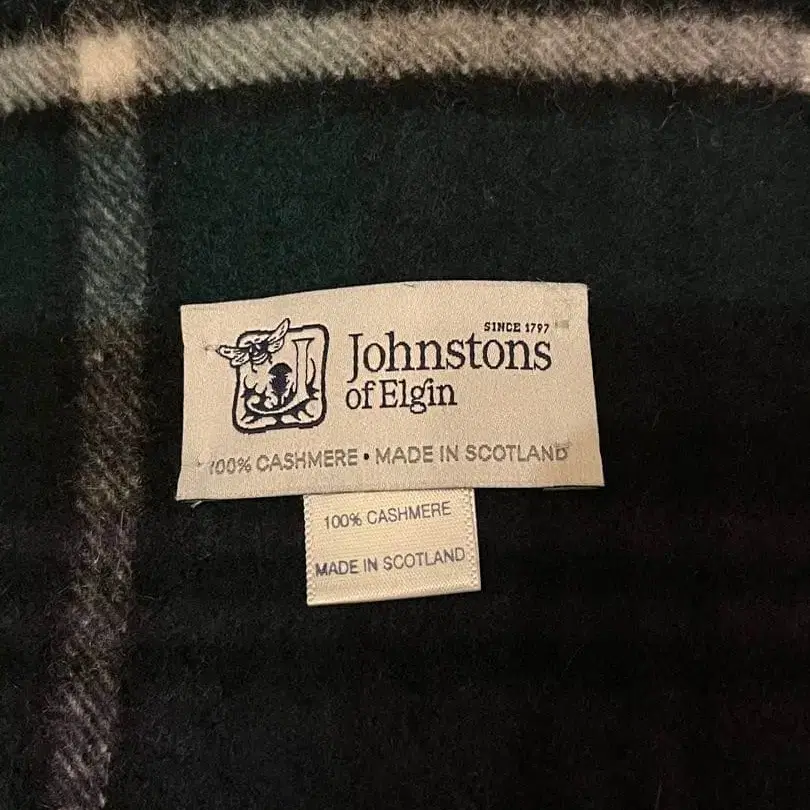 SINCE 1797
Johnstons
of Elgin
100% CASHMERE • MADE IN SCOTLAND
100% CASHMERE
MADE IN SCOTLAND